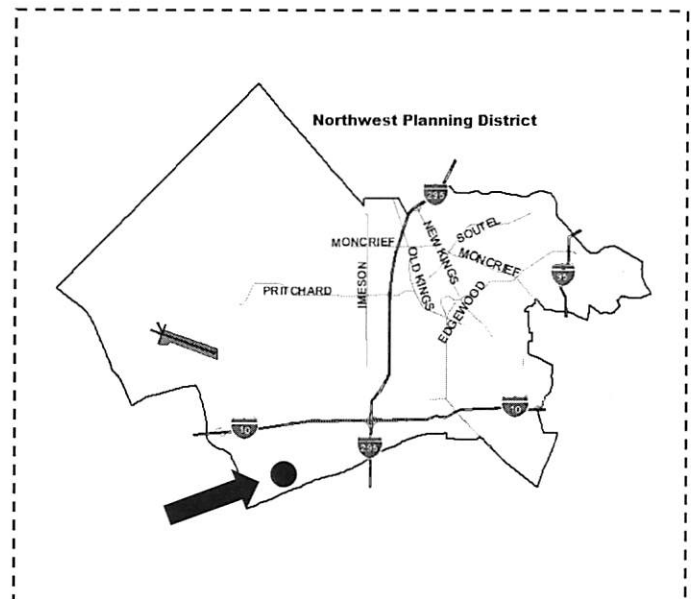 Northwest Planning District
295
SOUTEL
NEW KINGS
MONCRIEF
MONCRIEF
OLD KINGS
IMESON
PRITCHARD
EDGEWOOD
10
10
295